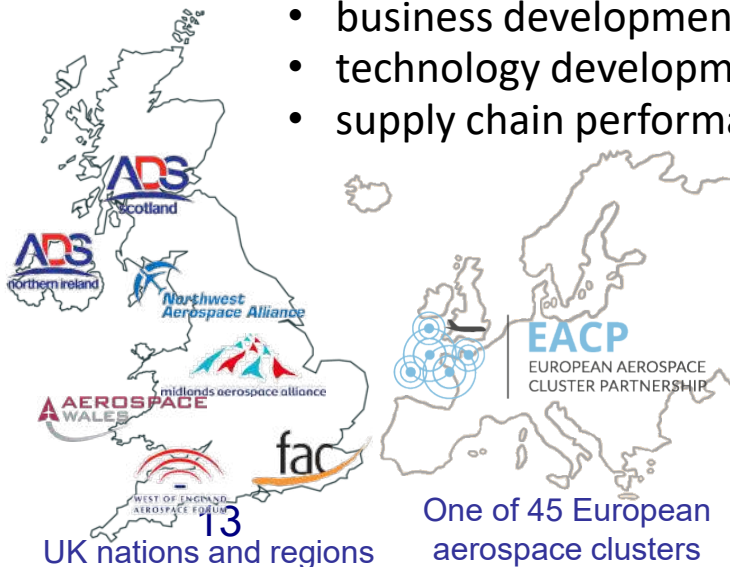 • business developmen
• technology developm
• supply chain performa
ADS
scotland
ADS
northern ireland
Northwest
Aerospace Alliance
midlands aerospace alliance
AEROSPACE
WALES
fac
WEST OF ENGLAND
AEROSPACE FORUM
13
UK nations and regions
EACP
EUROPEAN AEROSPACE
CLUSTER PARTNERSHIP
One of 45 European
aerospace clusters